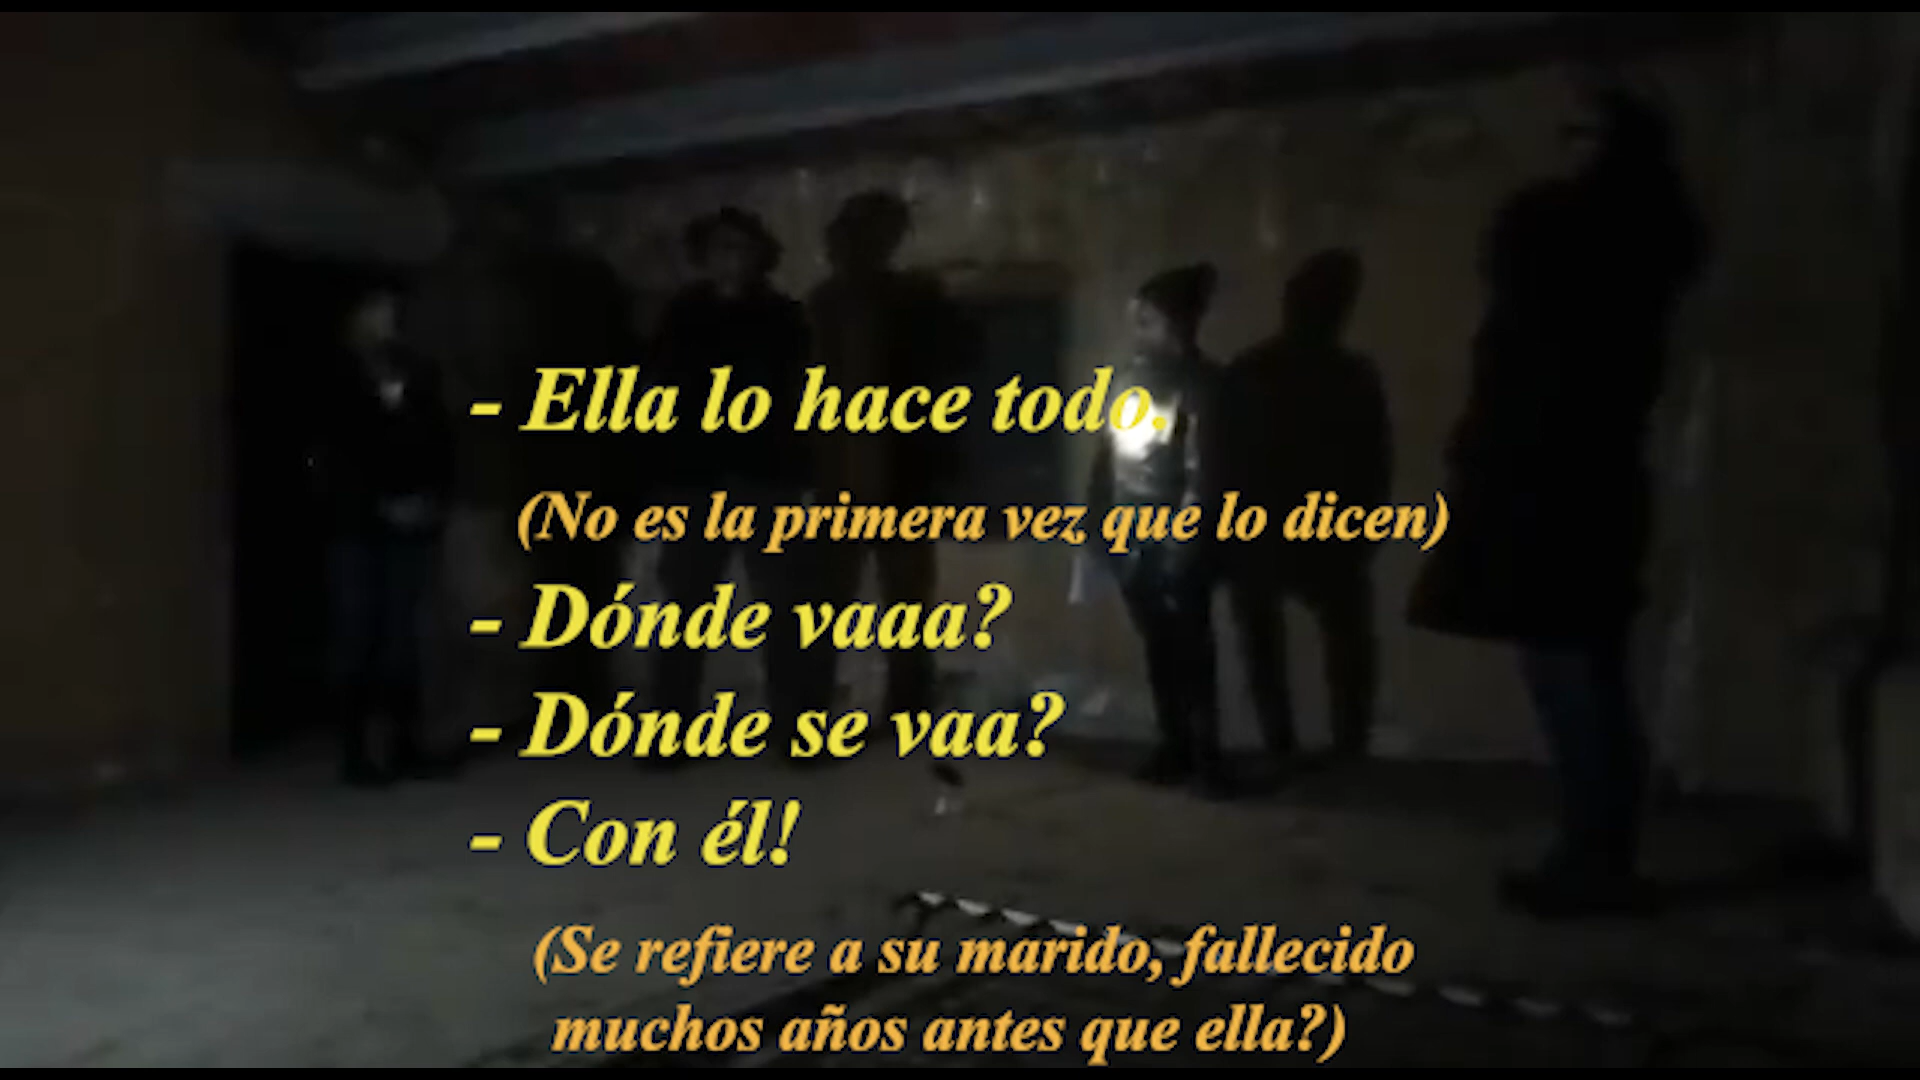 - Ella lo hace todo.
(No es la primera vez que lo dicen)
- Dónde vaaa?
- Dónde se vaa?
- Con él!
(Se refiere a su marido, fallecido
muchos años antes que ella?)